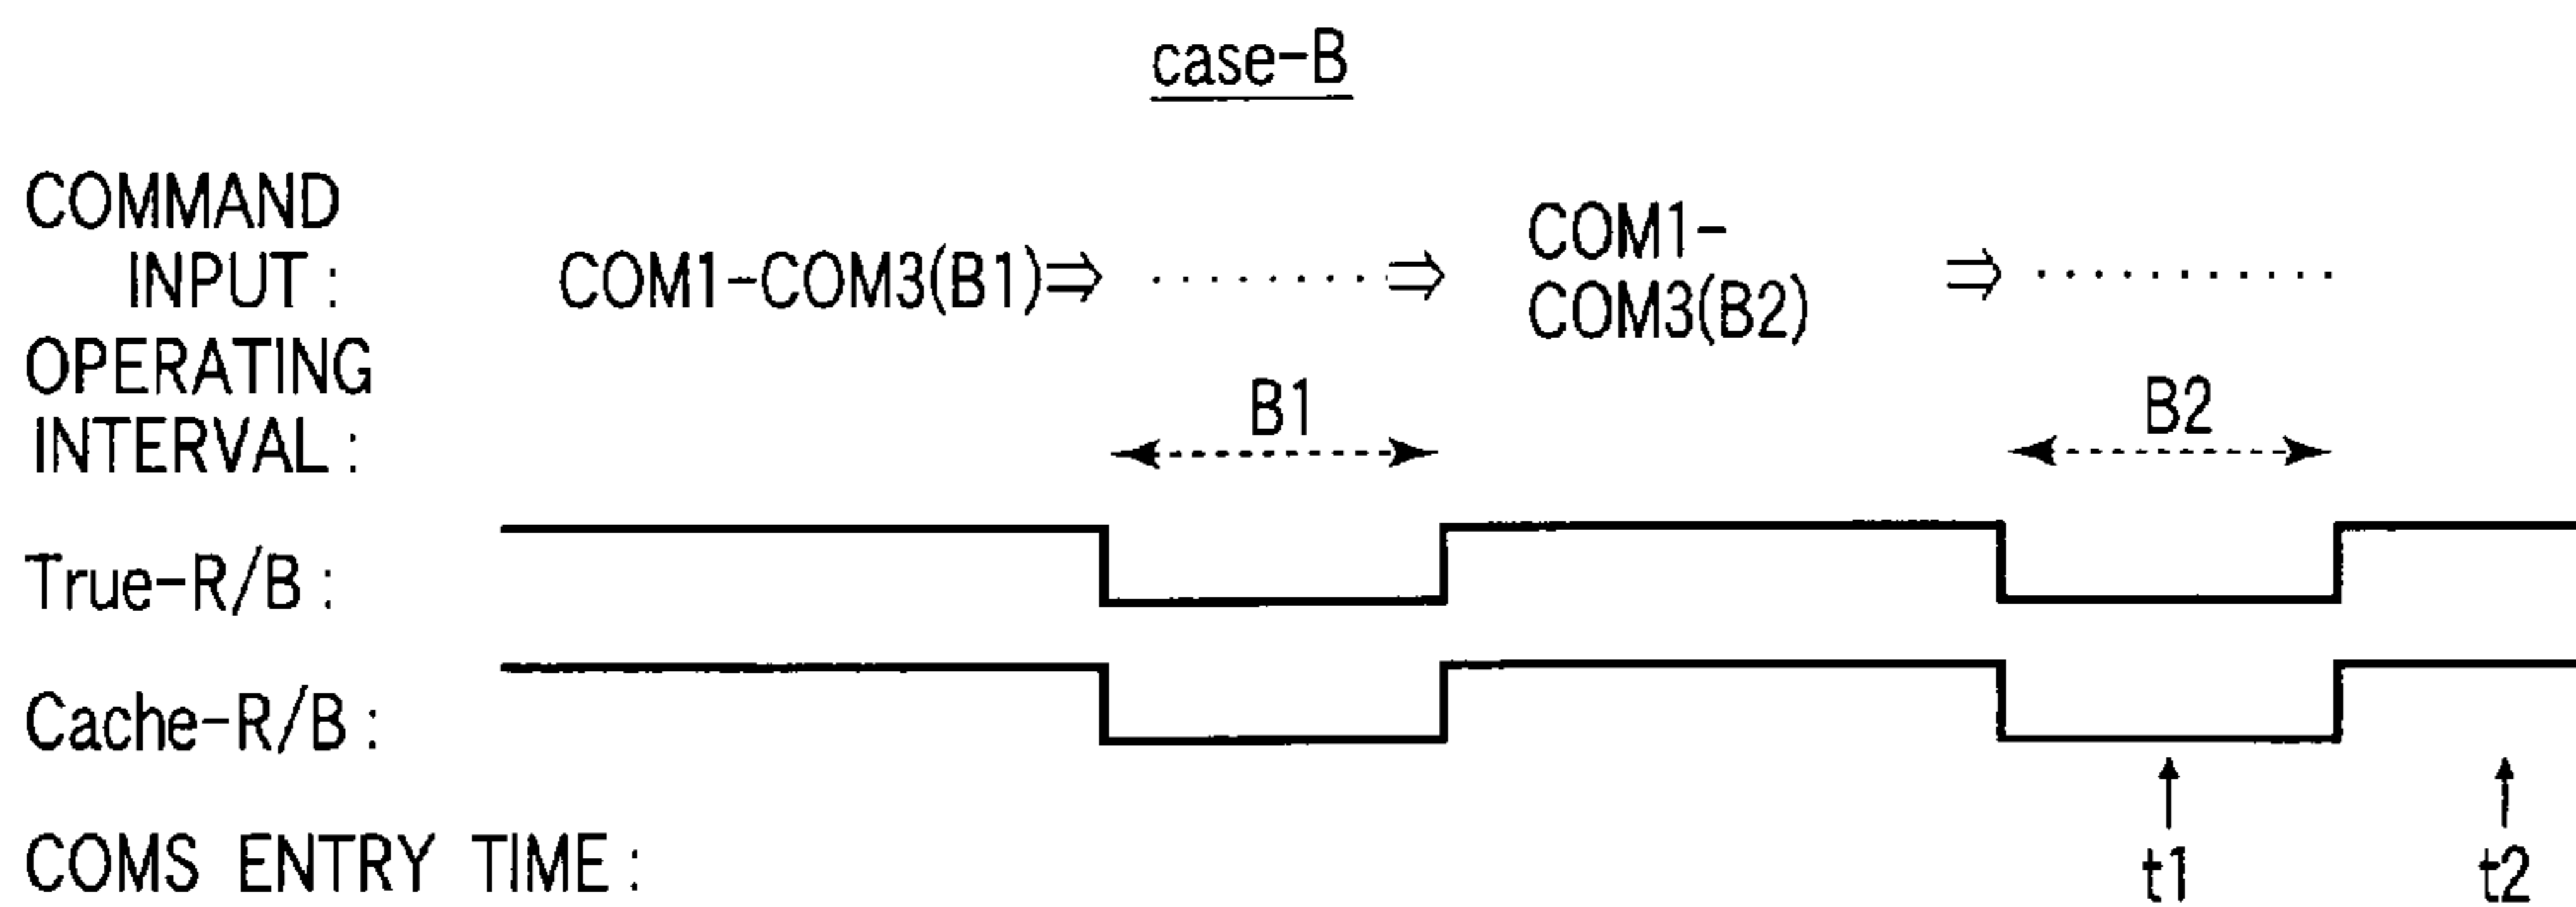 case-B
COMMAND
INPUT :
COM1-COM3(B1)⇒ ········⇒
COM1-
COM3(B2)
⇒ ···········
OPERATING
INTERVAL :
B1
B2
True-R/B :
Cache-R/B :
COMS ENTRY TIME :
t1
t2